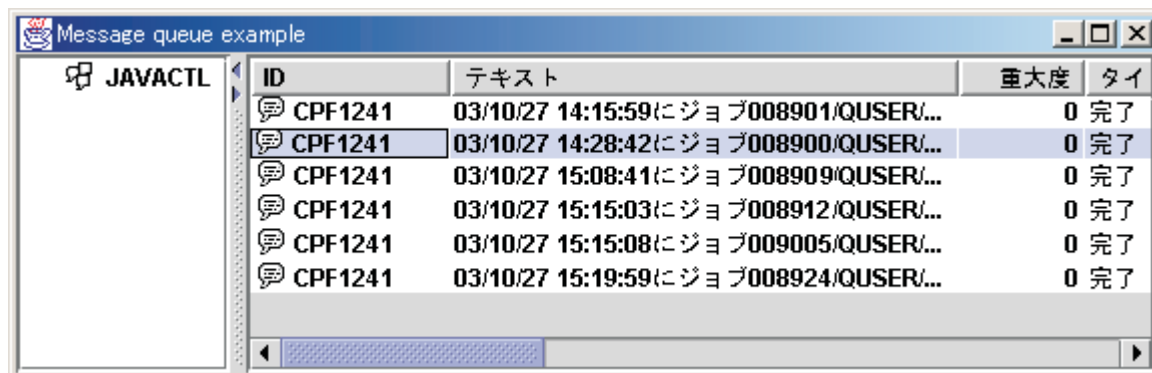 Message queue example
JAVACTL
ID テキスト 重大度 タイ
CPF1241 03/10/27 14:15:59にジョブ008901/QUSER/... 0 完了
CPF1241 03/10/27 14:28:42にジョブ008900/QUSER/... 0 完了
CPF1241 03/10/27 15:08:41にジョブ008909/QUSER/... 0 完了
CPF1241 03/10/27 15:15:03にジョブ008912/QUSER/... 0 完了
CPF1241 03/10/27 15:15:08にジョブ009005/QUSER/... 0 完了
CPF1241 03/10/27 15:19:59にジョブ008924/QUSER/... 0 完了